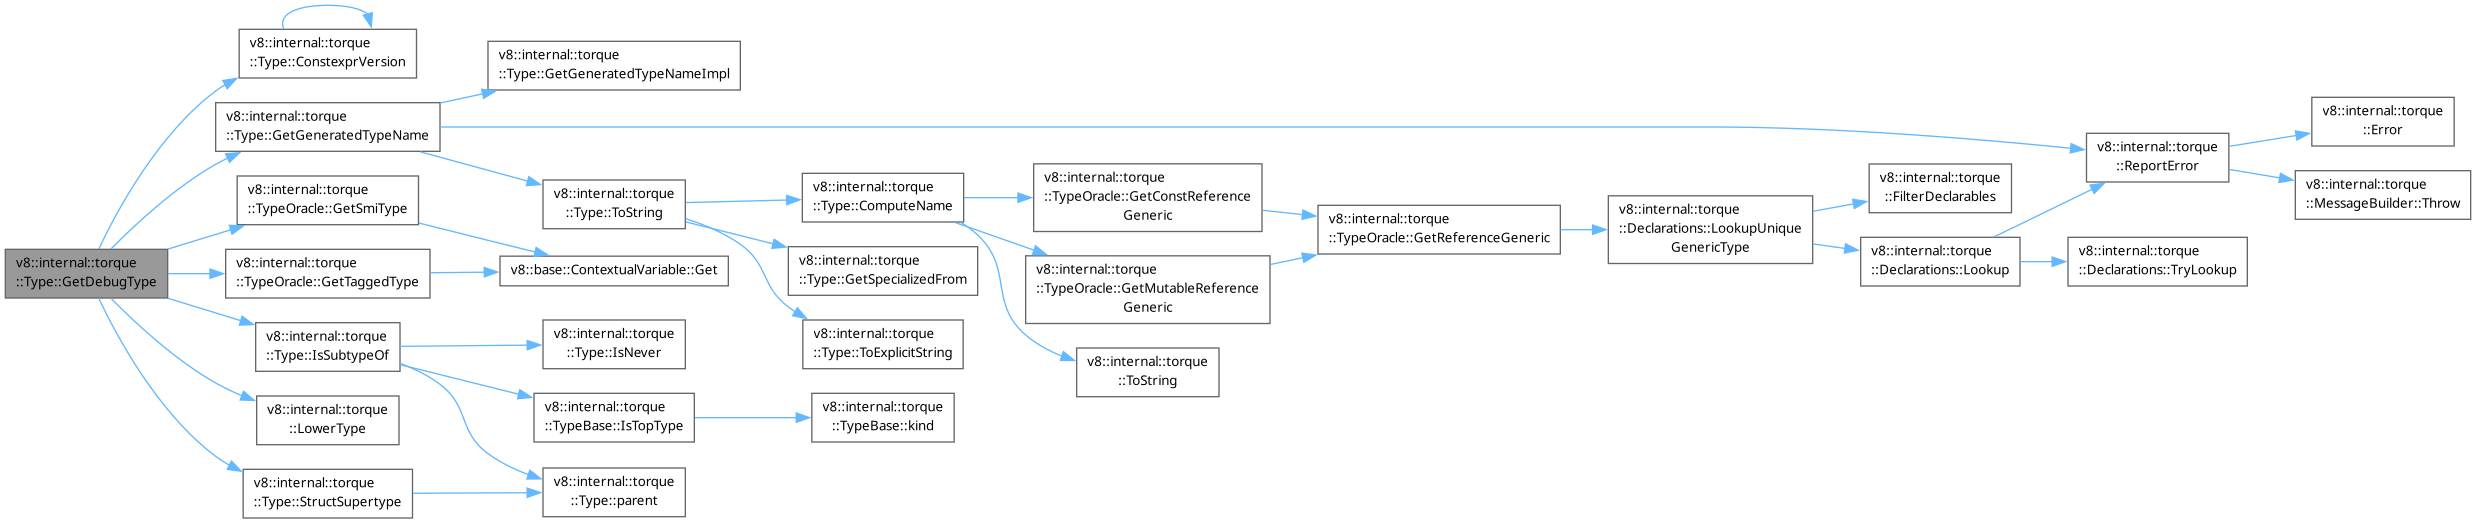 v8::internal::torque
::Type::GetDebugType
v8::internal::torque
::Type::ConstexprVersion
v8::internal::torque
::Type::GetGeneratedTypeName
v8::internal::torque
::TypeOracle::GetSmiType
v8::internal::torque
::TypeOracle::GetTaggedType
v8::internal::torque
::Type::IsSubtypeOf
v8::internal::torque
::LowerType
v8::internal::torque
::Type::StructSupertype
v8::internal::torque
::Type::GetGeneratedTypeNameImpl
v8::internal::torque
::Type::ToString
v8::base::ContextualVariable::Get
v8::internal::torque
::Type::IsNever
v8::internal::torque
::TypeBase::IsTopType
v8::internal::torque
::Type::parent
v8::internal::torque
::Type::ComputeName
v8::internal::torque
::Type::GetSpecializedFrom
v8::internal::torque
::Type::ToExplicitString
v8::internal::torque
::TypeBase::kind
v8::internal::torque
::TypeOracle::GetConstReference
Generic
v8::internal::torque
::TypeOracle::GetMutableReference
Generic
v8::internal::torque
::ToString
v8::internal::torque
::TypeOracle::GetReferenceGeneric
v8::internal::torque
::Declarations::LookupUnique
GenericType
v8::internal::torque
::FilterDeclarables
v8::internal::torque
::Declarations::Lookup
v8::internal::torque
::ReportError
v8::internal::torque
::Declarations::TryLookup
v8::internal::torque
::Error
v8::internal::torque
::MessageBuilder::Throw